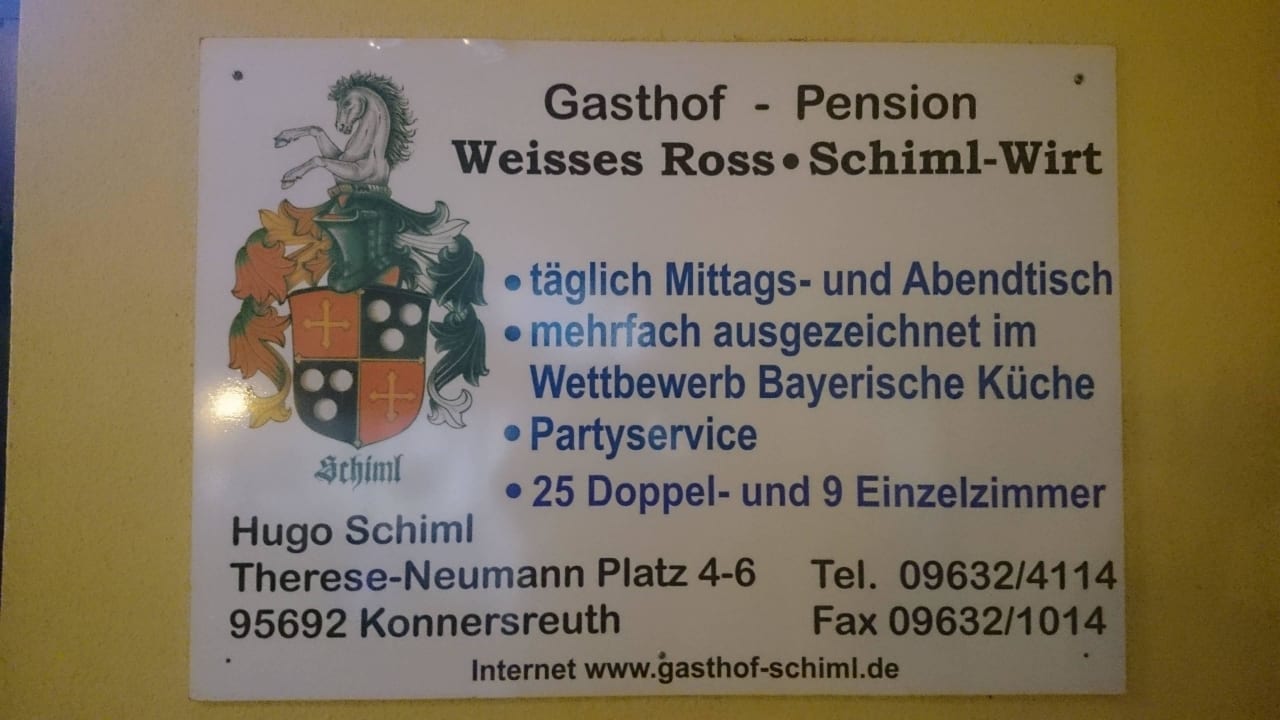 Gasthof - Pension
Weisses Ross • Schiml-Wirt
• täglich Mittags- und Abendtisch
• mehrfach ausgezeichnet im
Wettbewerb Bayerische Küche
• Partyservice
• 25 Doppel- und 9 Einzelzimmer
Schiml
Hugo Schiml
Therese-Neumann Platz 4-6 Tel. 09632/4114
95692 Konnersreuth Fax 09632/1014
Internet www.gasthof-schiml.de